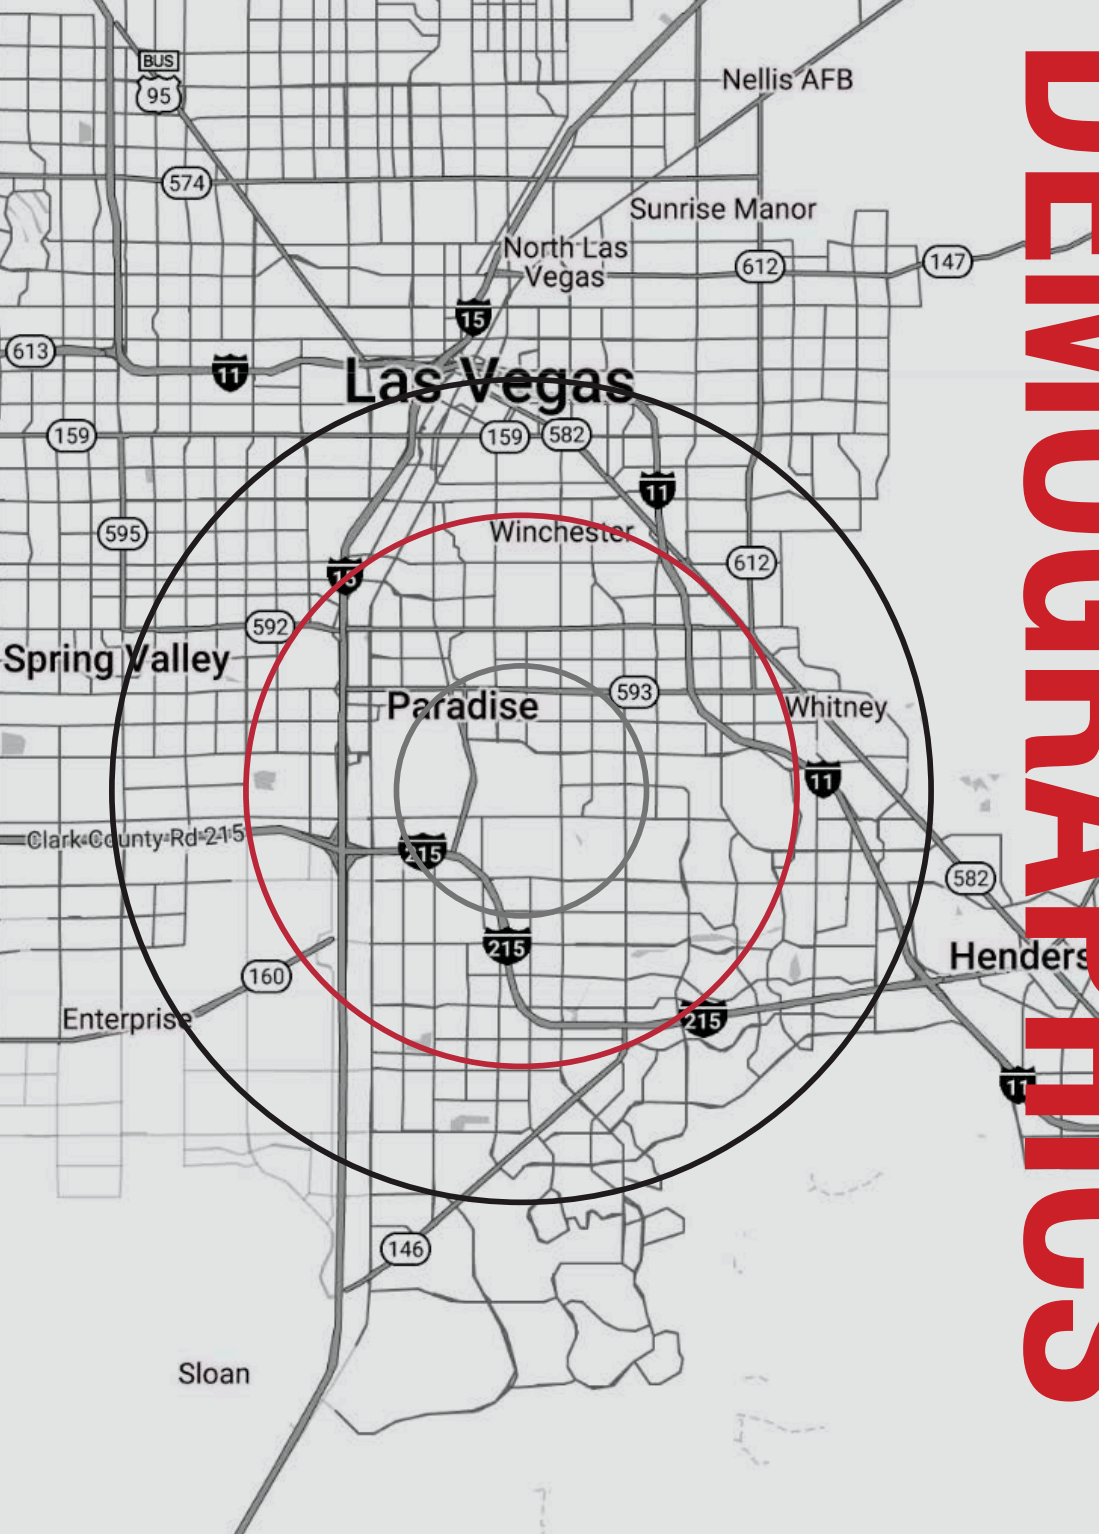 BUS
95
Nellis AFB
574
Sunrise Manor
North Las
Vegas
612
147
15
613
11
Las Vegas
159
159
582
11
595
Winchester
612
15
592
Spring Valley
593
Paradise
Whitney
11
Clark County Rd 215
215
582
215
Henders
160
Enterprise
215
11
146
Sloan
DEMOGRAPHICS